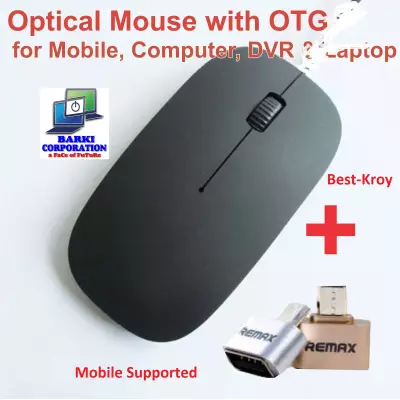 Optical Mouse with OTG
for Mobile, Computer, DVR & Laptop
BARKI
CORPORATION
a FaCe of FuTuRe
Best-Kroy
REMAX
REMAX
Mobile Supported